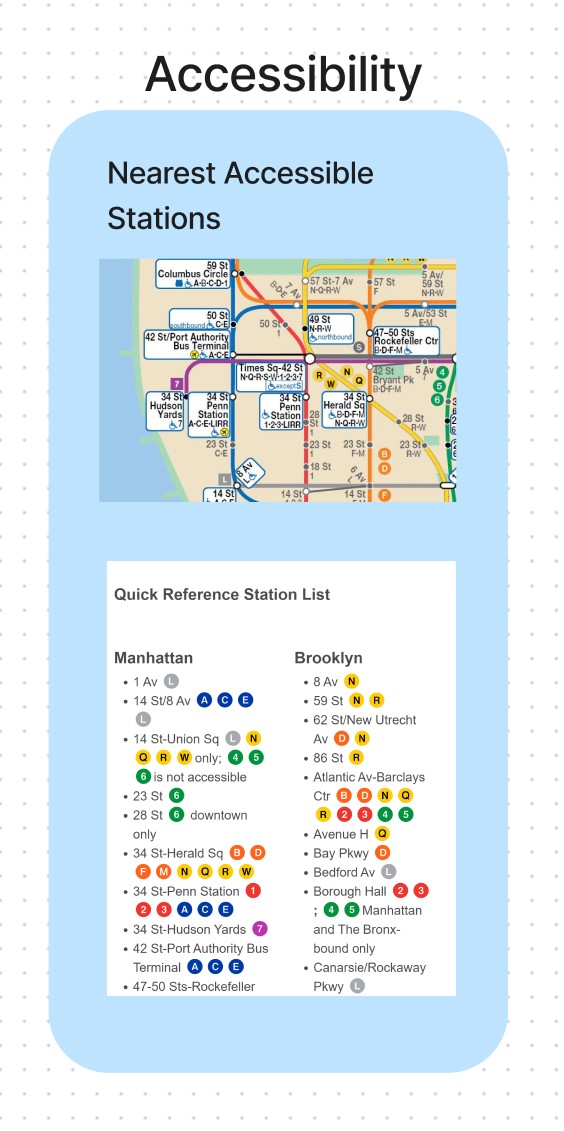 Accessibility
Nearest Accessible
Stations
59 St
Columbus Circle
A-B-C-D-1
7 Av
B-D-E
57 St-7 Av
N-Q-R-W
57 St
F
5 Av/
59 St
N-R-W
50 St
southbound C-E
50 St
1
49 St
N-R-W
northbound
47–50 Sts
Rockefeller Ctr
B-D-F-M
5 Av/53 St
E-M
42 St/Port Authority
Bus Terminal
A-C-E
S
Times Sq-42 St
N-Q-R-S-W-1-2-3-7
except S
R
N
W
Q
42 St
Bryant Pk
B-D-F-M
5 Av
7
4
5
6
7
34 St
Hudson
Yards
7
34 St
Penn
Station
A-C-E-LIRR
34 St
Penn
Station
1-2-3-LIRR
34 St
Herald Sq
B-D-F-M
N-Q-R-W
28
St
1
28 St
R-W
23 St
C-E
23 St
1
23 St
F-M
23 St
R-W
18 St
1
B
D
F
L
8 Av
L
6 Av
L
14 St
14 St
14 St
Quick Reference Station List
Manhattan
• 1 Av L
• 14 St/8 Av A C E
L
• 14 St-Union Sq L N
Q R W only; 4 5
6 is not accessible
• 23 St 6
• 28 St 6 downtown
only
• 34 St-Herald Sq B D
F M N Q R W
• 34 St-Penn Station 1
2 3 A C E
• 34 St-Hudson Yards 7
• 42 St-Port Authority Bus
Terminal A C E
• 47-50 Sts-Rockefeller
Brooklyn
• 8 Av N
• 59 St N R
• 62 St/New Utrecht
Av D N
• 86 St R
• Atlantic Av-Barclays
Ctr B D N Q
R 2 3 4 5
• Avenue H Q
• Bay Pkwy D
• Bedford Av L
• Borough Hall 2 3
; 4 5 Manhattan
and The Bronx-
bound only
• Canarsie/Rockaway
Pkwy L